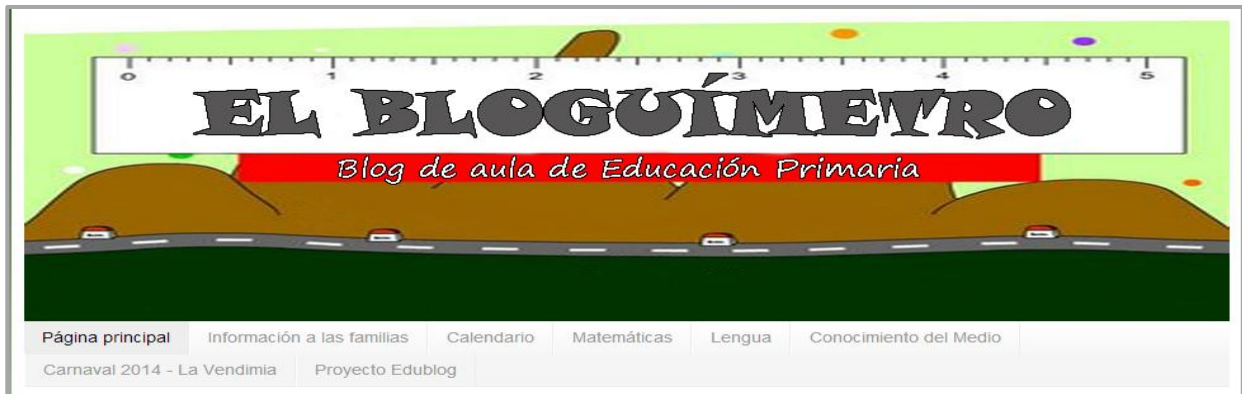 0 1 2 3 4 5
EL BLOGUÍMETRO
Blog de aula de Educación Primaria
Página principal Información a las familias Calendario Matemáticas Lengua Conocimiento del Medio
Carnaval 2014 - La Vendimia Proyecto Edublog